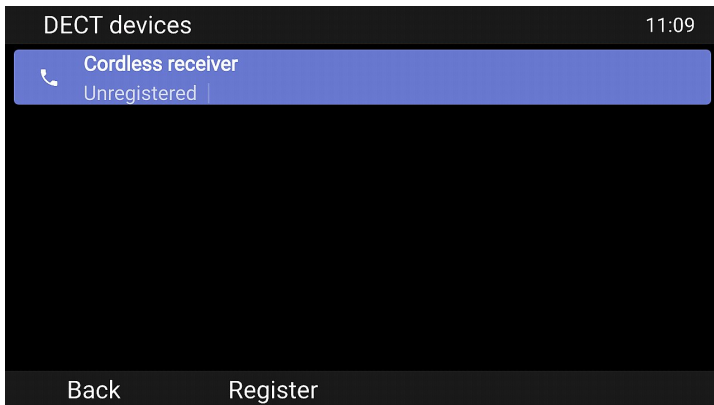 DECT devices 11:09
Cordless receiver
Unregistered
Back Register